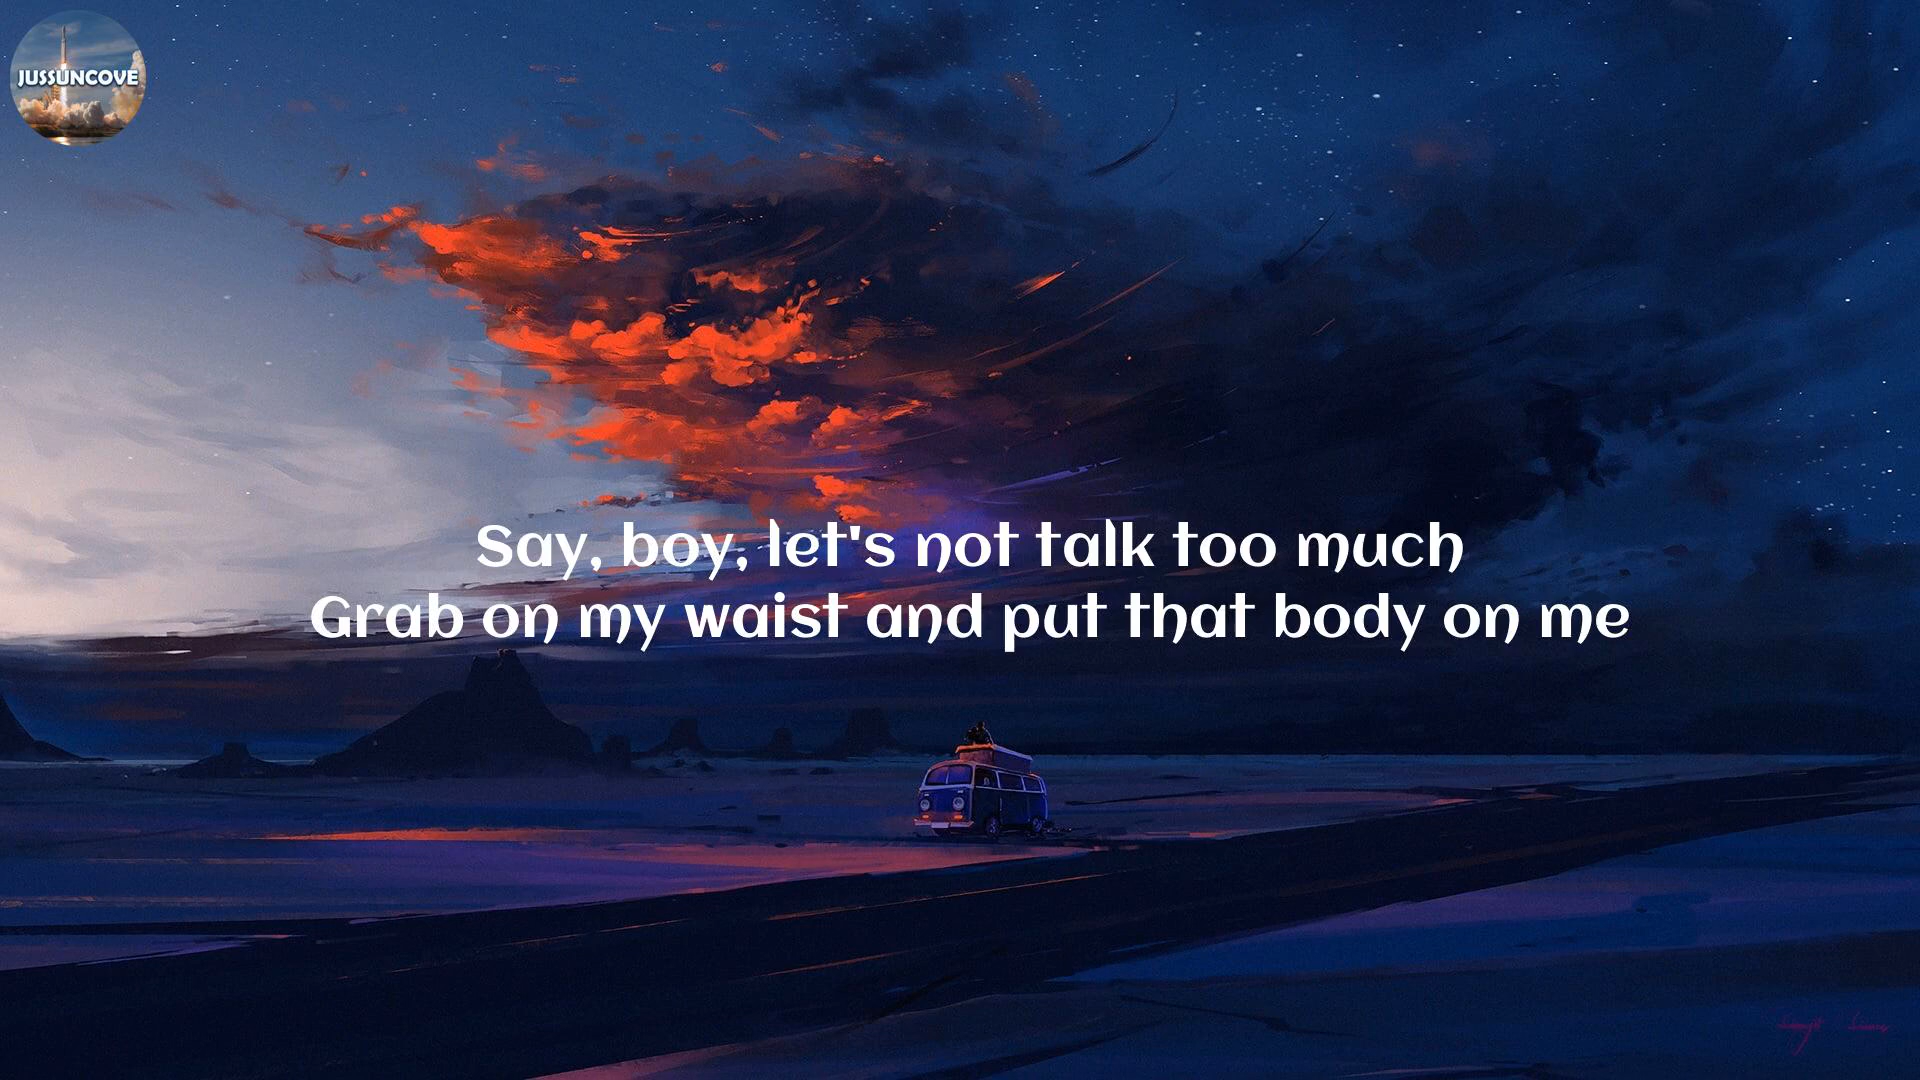 JUSSUNCOVE
Say, boy, let's not talk too much
Grab on my waist and put that body on me